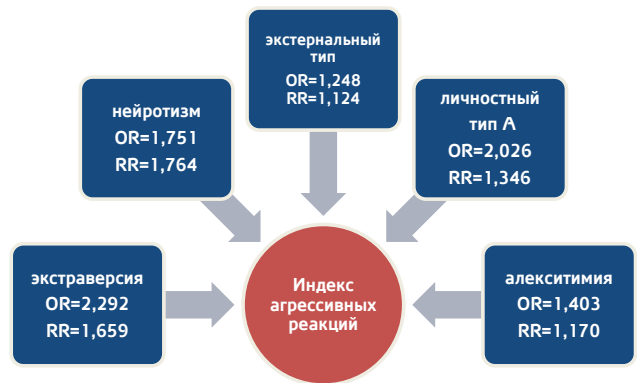 экстернальный
тип
OR=1,248
RR=1,124
нейротизм
OR=1,751
RR=1,764
личностный
тип А
OR=2,026
RR=1,346
экстраверсия
OR=2,292
RR=1,659
Индекс
агрессивных
реакций
алекситимия
OR=1,403
RR=1,170